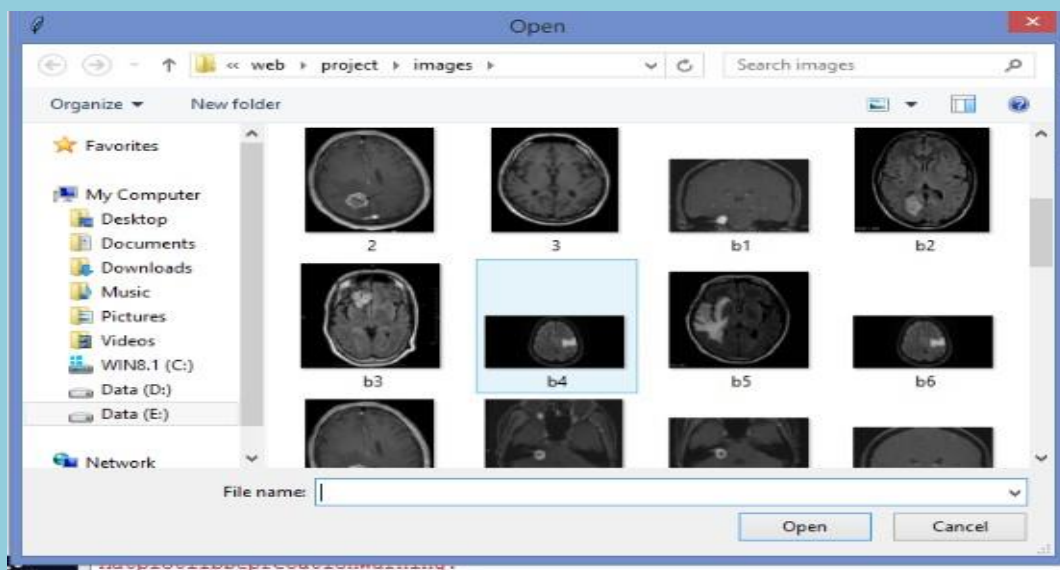 Open
« web ▸ project ▸ images ▸
Search images
Organize
New folder
Favorites
My Computer
Desktop
Documents
Downloads
Music
Pictures
Videos
WIN8.1 (C:)
Data (D:)
Data (E:)
Network
2
3
b1
b2
b3
b4
b5
b6
File name:
Open
Cancel